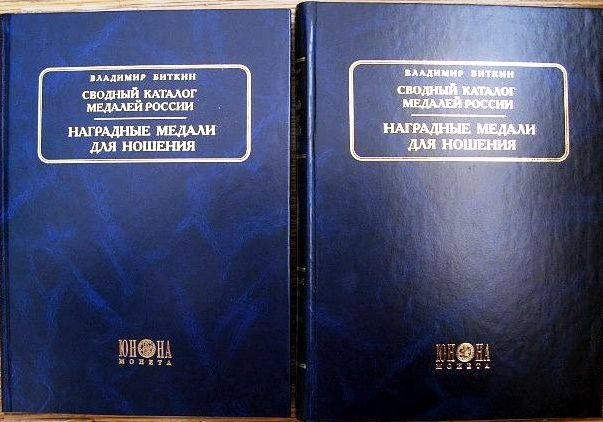 ВЛАДИМИР БИТКИН
СВОДНЫЙ КАТАЛОГ
МЕДАЛЕЙ РОССИИ
НАГРАДНЫЕ МЕДАЛИ
ДЛЯ НОШЕНИЯ
ЮНОНА
МОНЕТА
ВЛАДИМИР БИТКИН
СВОДНЫЙ КАТАЛОГ
МЕДАЛЕЙ РОССИИ
НАГРАДНЫЕ МЕДАЛИ
ДЛЯ НОШЕНИЯ
ЮНОНА
МОНЕТА